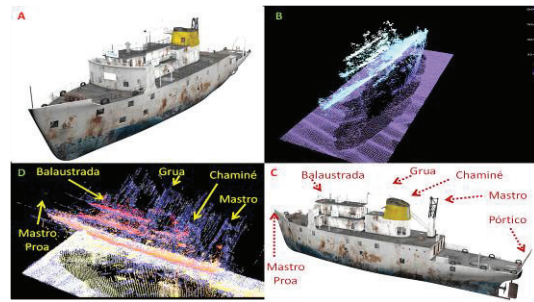 A
B
D
Balaustrada
Grua
Chaminé
Mastro
Mastro
Proa
C
Grua
Balaustrada
Chaminé
Mastro
Pórtico
Mastro
Proa